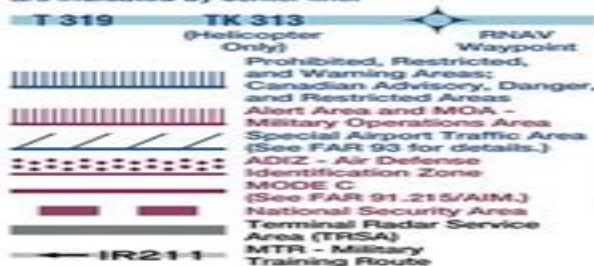 T 319 TK 313
(Helicopter RNAV
Only) Waypoint
Prohibited, Restricted,
and Warning Areas;
Canadian Advisory, Danger,
and Restricted Areas
Alert Area and MOA -
Military Operations Area
Special Airport Traffic Area
(See FAR 93 for details.)
ADIZ - Air Defense
Identification Zone
MODE C
(See FAR 91.215/AIM.)
National Security Area
Terminal Radar Service
Area (TRSA)
MTR - Military
Training Route
IR211